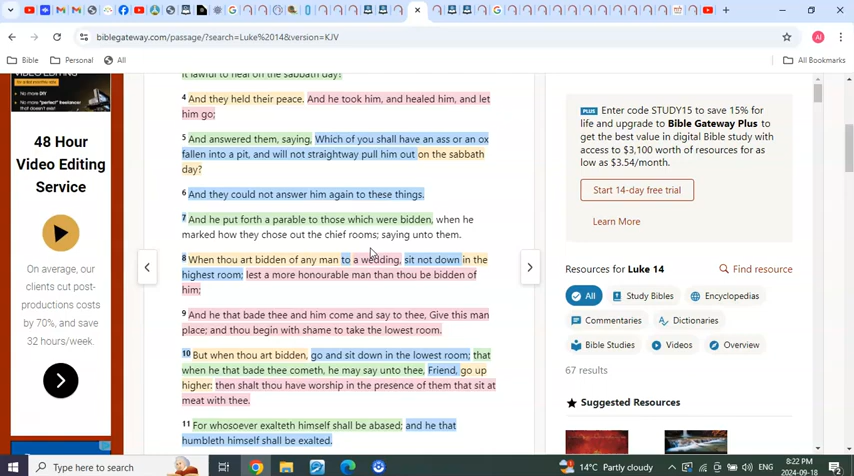 biblegateway.com/passage/?search=Luke%2014&version=KJV
Bible
Personal
All
All Bookmarks
VIDEO EDITING
48 Hour
Video Editing
Service
On average, our
clients cut post-
productions costs
by 70%, and save
32 hours/week.
it lawful to heal on the sabbath day?
4 And they held their peace. And he took him, and healed him, and let
him go;
5 And answered them, saying, Which of you shall have an ass or an ox
fallen into a pit, and will not straightway pull him out on the sabbath
day?
6 And they could not answer him again to these things.
7 And he put forth a parable to those which were bidden, when he
marked how they chose out the chief rooms; saying unto them.
8 When thou art bidden of any man to a wedding, sit not down in the
highest room; lest a more honourable man than thou be bidden of
him;
9 And he that bade thee and him come and say to thee, Give this man
place; and thou begin with shame to take the lowest room.
10 But when thou art bidden, go and sit down in the lowest room; that
when he that bade thee cometh, he may say unto thee, Friend, go up
higher: then shalt thou have worship in the presence of them that sit at
meat with thee.
11 For whosoever exalteth himself shall be abased; and he that
humbleth himself shall be exalted.
PLUS Enter code STUDY15 to save 15% for
life and upgrade to Bible Gateway Plus to
get the best value in digital Bible study with
access to $3,100 worth of resources for as
low as $3.54/month.
Start 14-day free trial
Learn More
Resources for Luke 14
Find resource
All
Study Bibles
Encyclopedias
Commentaries
Dictionaries
Bible Studies
Videos
Overview
67 results
Suggested Resources
Type here to search
14°C Partly cloudy
ENG
8:22 PM
2024-09-18